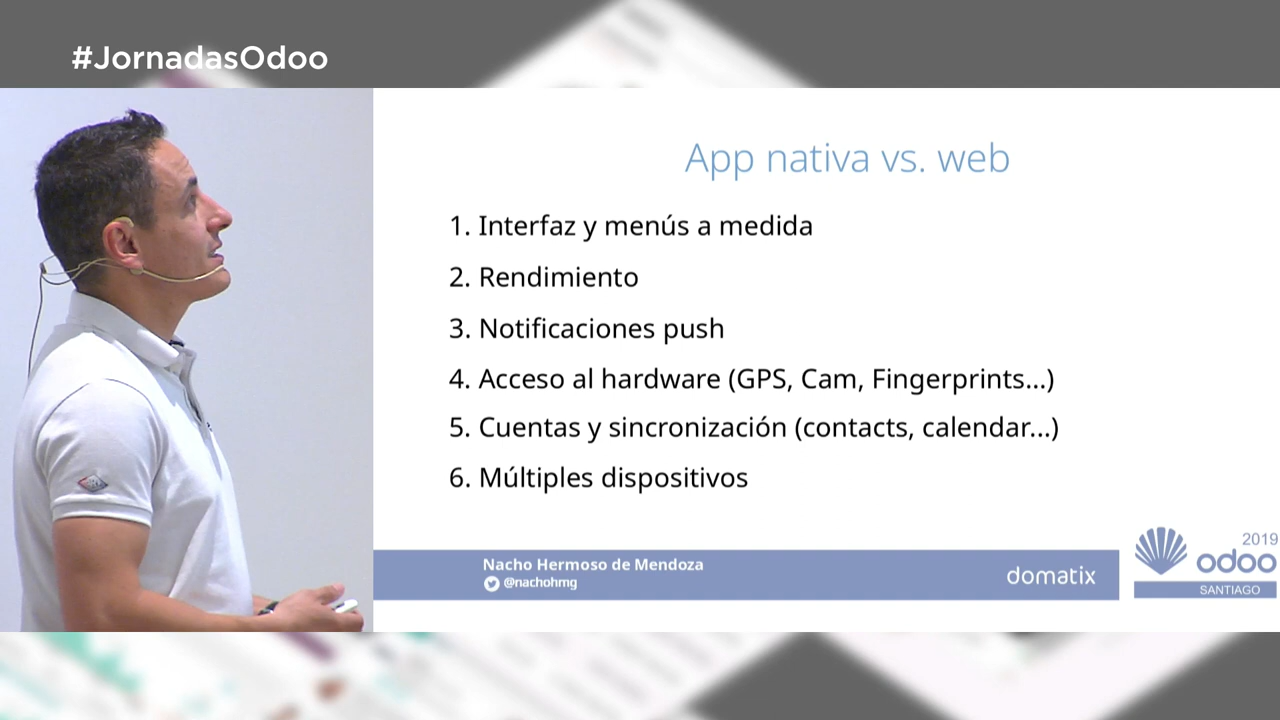 #JornadasOdoo
App nativa vs. web
1. Interfaz y menús a medida
2. Rendimiento
3. Notificaciones push
4. Acceso al hardware (GPS, Cam, Fingerprints...)
5. Cuentas y sincronización (contacts, calendar...)
6. Múltiples dispositivos
Nacho Hermoso de Mendoza
@nachohmg
domatix
2019
odoo
SANTIAGO